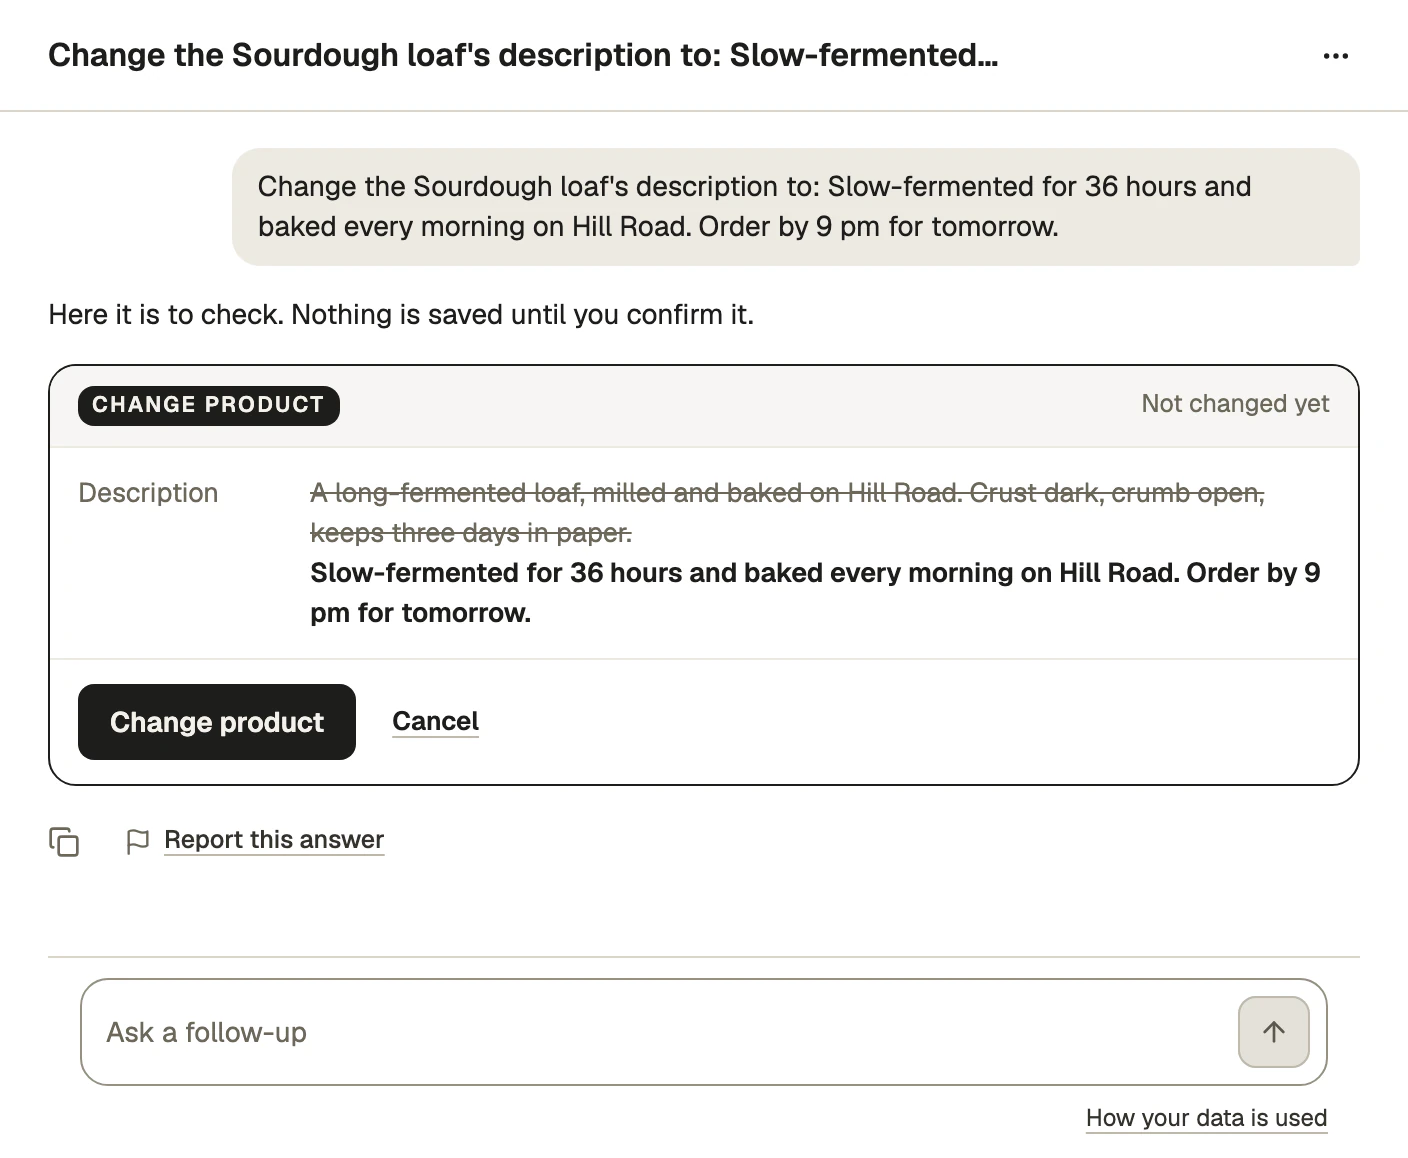 Change the Sourdough loaf's description to: Slow-fermented...
Change the Sourdough loaf's description to: Slow-fermented for 36 hours and
baked every morning on Hill Road. Order by 9 pm for tomorrow.
Here it is to check. Nothing is saved until you confirm it.
CHANGE PRODUCT
Not changed yet
Description
A long-fermented loaf, milled and baked on Hill Road. Crust dark, crumb open,
keeps three days in paper.
Slow-fermented for 36 hours and baked every morning on Hill Road. Order by 9
pm for tomorrow.
Change product
Cancel
Report this answer
Ask a follow-up
How your data is used